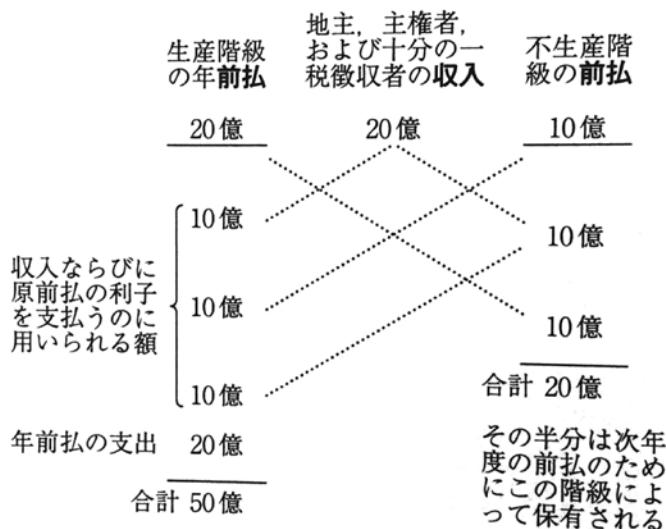 生産階級
の年前払
地主，主権者，
および十分の一
税徴収者の収入
不生産階
級の前払
20億
20億
10億
10億
10億
10億
収入ならびに
原前払の利子
を支払うのに
用いられる額
10億
10億
合計 20億
年前払の支出 20億
合計 50億
その半分は次年
度の前払のため
にこの階級によ
って保有される